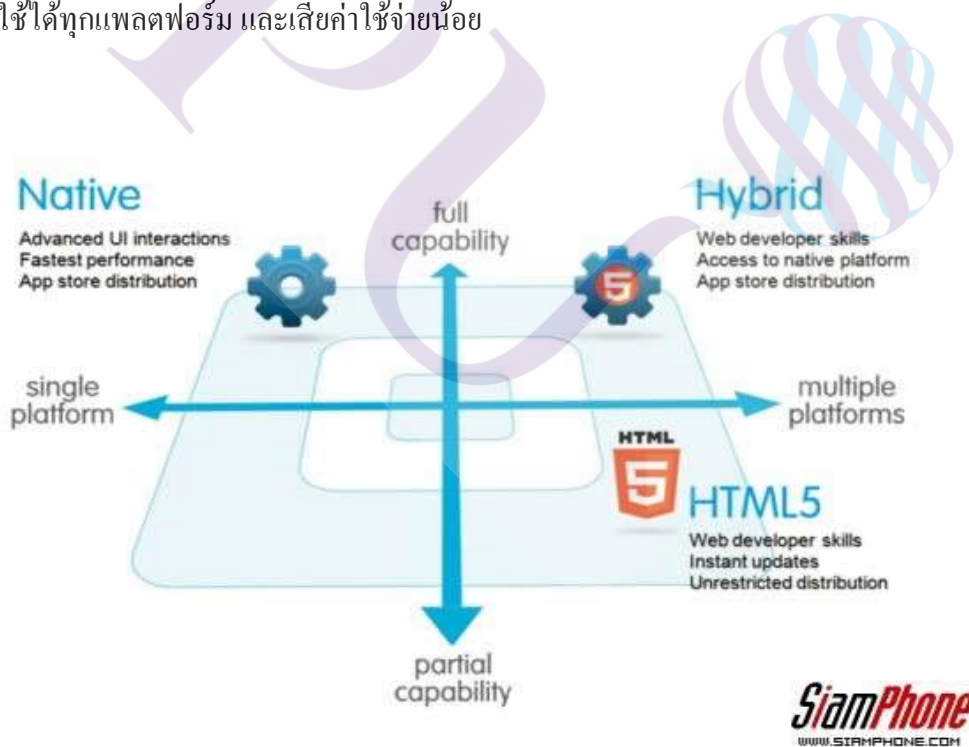 ใช้ได้ทุกแพลตฟอร์ม และเสียค่าใช้จ่ายน้อย
Native
Advanced UI interactions
Fastest performance
App store distribution
full
capability
Hybrid
Web developer skills
Access to native platform
App store distribution
5
single
platform
multiple
platforms
HTML
5
HTML5
Web developer skills
Instant updates
Unrestricted distribution
partial
capability
SiamPhone
WWW.SIAMPHONE.COM